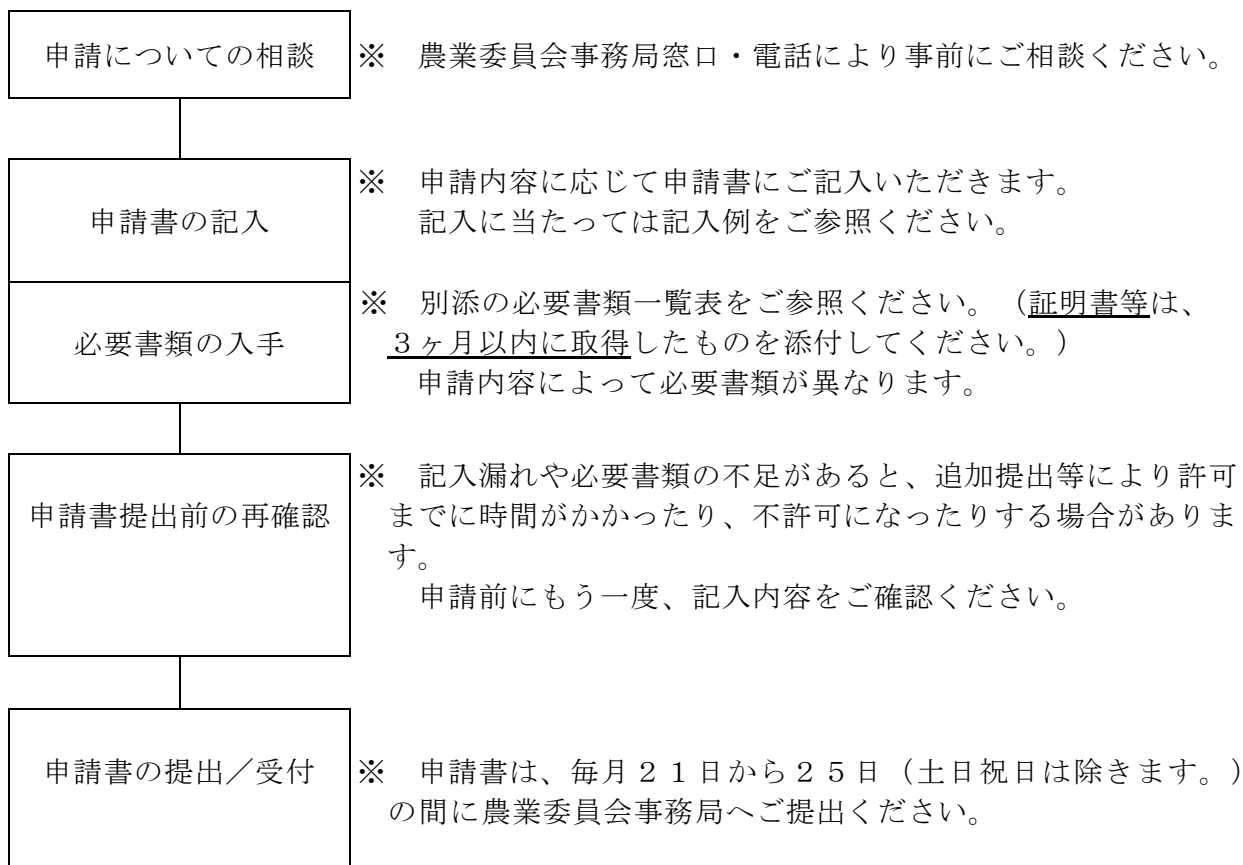 申請についての相談
※　農業委員会事務局窓口・電話により事前にご相談ください。
申請書の記入
※　申請内容に応じて申請書にご記入いただきます。
記入に当たっては記入例をご参照ください。
必要書類の入手
※　別添の必要書類一覧表をご参照ください。（証明書等は、
３ヶ月以内に取得したものを添付してください。）
申請内容によって必要書類が異なります。
申請書提出前の再確認
※　記入漏れや必要書類の不足があると、追加提出等により許可
までに時間がかかったり、不許可になったりする場合がありま
す。
申請前にもう一度、記入内容をご確認ください。
申請書の提出／受付
※　申請書は、毎月２１日から２５日（土日祝日は除きます。）
の間に農業委員会事務局へご提出ください。